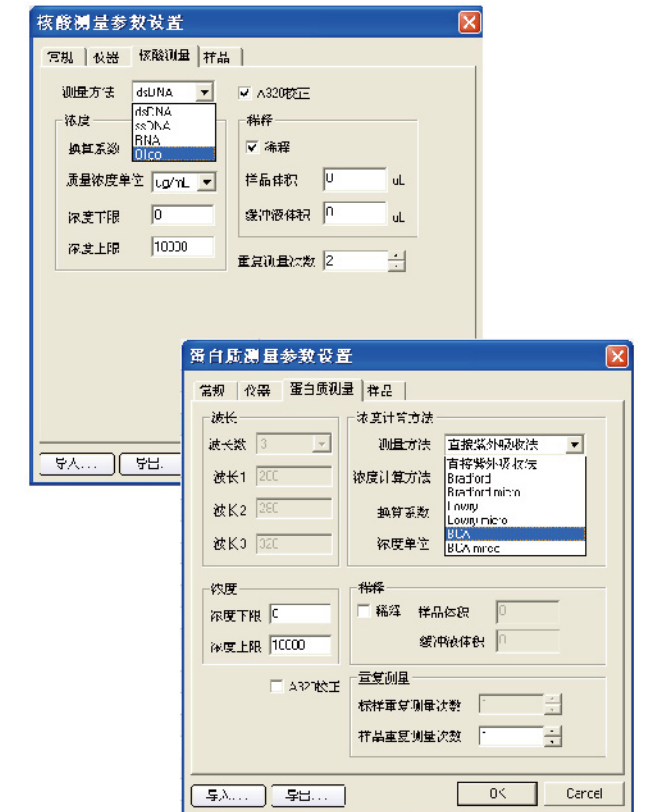 核酸测量参数设置
常规 仪器 核酸测量 样品
测量方法 dsDNA A320校正
浓度 稀释
dsDNA
ssDNA
RNA
Oligo
换算系数 稀释
质量浓度单位 ug/mL 样品体积 0 uL
浓度下限 0 缓冲液体积 0 uL
浓度上限 10000 重复测量次数 2
导入... 导出.
蛋白质测量参数设置
常规 仪器 蛋白质测量 样品
波长 浓度计算方法
波长数 3 测量方法 直接紫外吸收法
直接紫外吸收法
Bradford
Bradford micro
Lowry
Lowry micro
BCA
BCA micro
波长1 260 浓度计算方法
波长2 280 换算系数
波长3 320 浓度单位
浓度 稀释
浓度下限 0 稀释 样品体积 0
浓度上限 10000 缓冲液体积 0
A320校正 重复测量
标样重复测量次数
样品重复测量次数
导入... 导出... OK Cancel